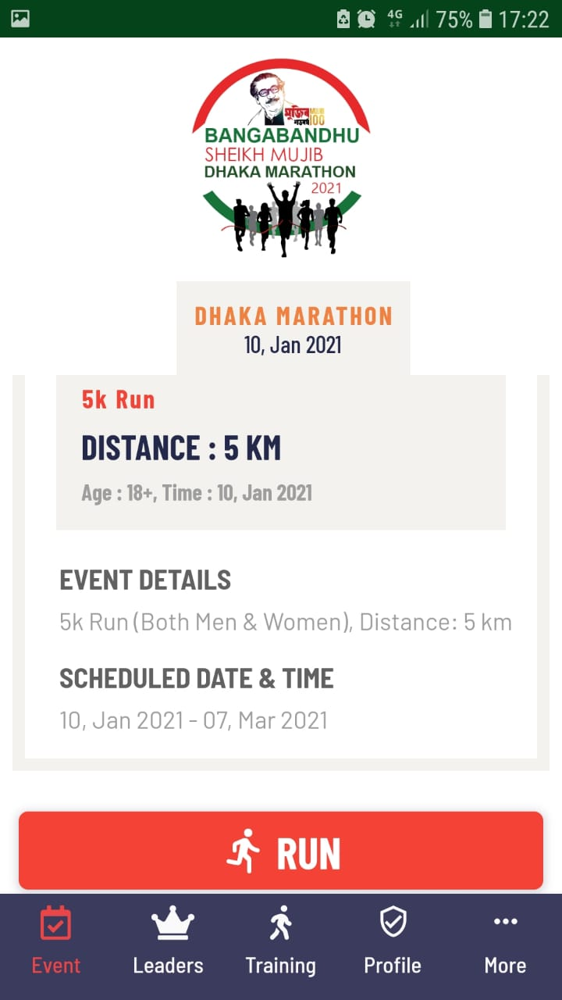 4G 75% 17:22
মুজিব MUJIB
শতবর্ষ 100
BANGABANDHU
SHEIKH MUJIB
DHAKA MARATHON
2021
DHAKA MARATHON
10, Jan 2021
5k Run
DISTANCE : 5 KM
Age : 18+, Time : 10, Jan 2021
EVENT DETAILS
5k Run (Both Men & Women), Distance: 5 km
SCHEDULED DATE & TIME
10, Jan 2021 - 07, Mar 2021
RUN
Event Leaders Training Profile More